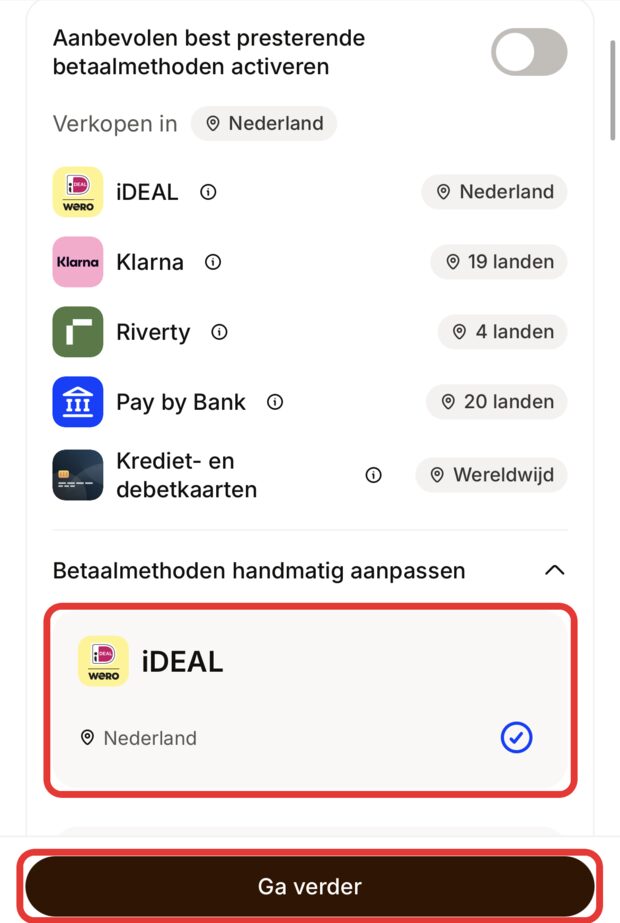 Aanbevolen best presterende
betaalmethoden activeren
Verkopen in Nederland
iDEAL
WERO
iDEAL Nederland
Klarna
Klarna 19 landen
Riverty 4 landen
Pay by Bank 20 landen
Krediet- en
debetkaarten Wereldwijd
Betaalmethoden handmatig aanpassen
iDEAL
WERO
iDEAL
Nederland
Ga verder